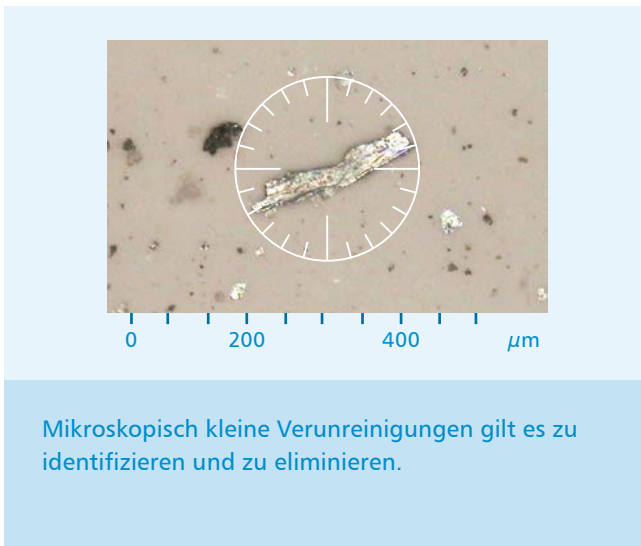 0 200 400 µm
Mikroskopisch kleine Verunreinigungen gilt es zu
identifizieren und zu eliminieren.